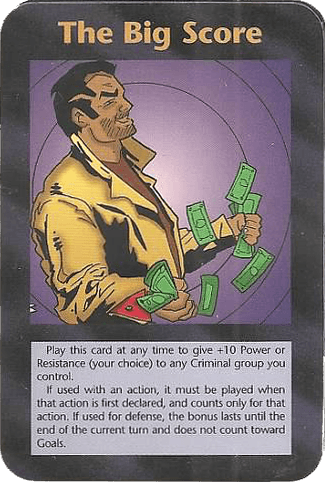 The Big Score
Play this card at any time to give +10 Power or
Resistance (your choice) to any Criminal group you
control.
If used with an action, it must be played when
that action is first declared, and counts only for that
action. If used for defense, the bonus lasts until the
end of the current turn and does not count toward
Goals.